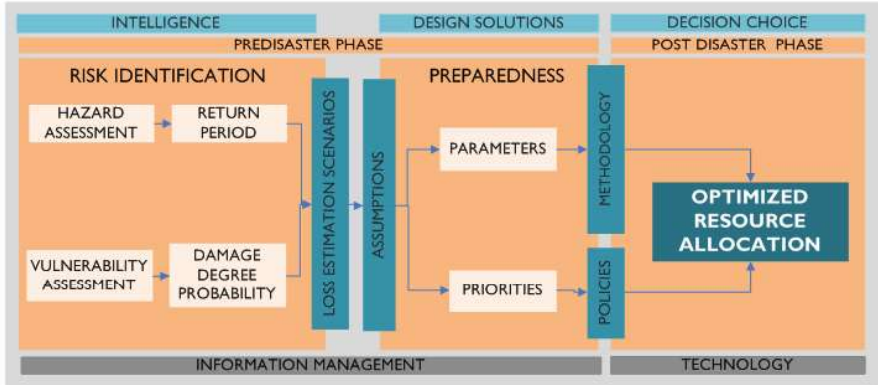 INTELLIGENCE
DESIGN SOLUTIONS
DECISION CHOICE
PREDISASTER PHASE
POST DISASTER PHASE
RISK IDENTIFICATION
HAZARD
ASSESSMENT
RETURN
PERIOD
VULNERABILITY
ASSESSMENT
DAMAGE
DEGREE
PROBABILITY
LOSS ESTIMATION SCENARIOS
ASSUMPTIONS
PREPAREDNESS
PARAMETERS
PRIORITIES
METHODOLOGY
POLICIES
OPTIMIZED
RESOURCE
ALLOCATION
INFORMATION MANAGEMENT
TECHNOLOGY